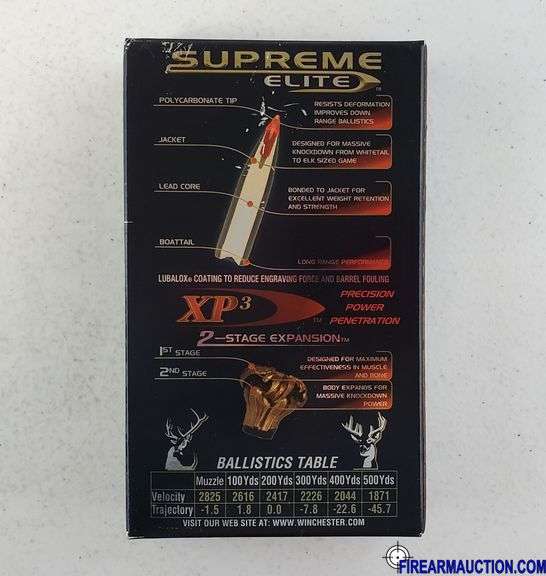 SUPREME
ELITE™
POLYCARBONATE TIP
RESISTS DEFORMATION
IMPROVES DOWN
RANGE BALLISTICS
JACKET
DESIGNED FOR MASSIVE
KNOCKDOWN FROM WHITETAIL
TO ELK SIZED GAME
LEAD CORE
BONDED TO JACKET FOR
EXCELLENT WEIGHT RETENTION
AND STRENGTH
BOATTAIL
LONG RANGE PERFORMANCE
LUBALOX® COATING TO REDUCE ENGRAVING FORCE AND BARREL FOULING
XP3™
PRECISION
POWER
PENETRATION
2-STAGE EXPANSION™
1ST STAGE
DESIGNED FOR MAXIMUM
EFFECTIVENESS IN MUSCLE
AND BONE
2ND STAGE
BODY EXPANDS FOR
MASSIVE KNOCKDOWN
POWER
BALLISTICS TABLE
Muzzle 100Yds 200Yds 300Yds 400Yds 500Yds
Velocity 2825 2616 2417 2226 2044 1871
Trajectory -1.5 1.8 0.0 -7.8 -22.6 -45.7
VISIT OUR WEB SITE AT: WWW.WINCHESTER.COM
FIREARMAUCTION.COM